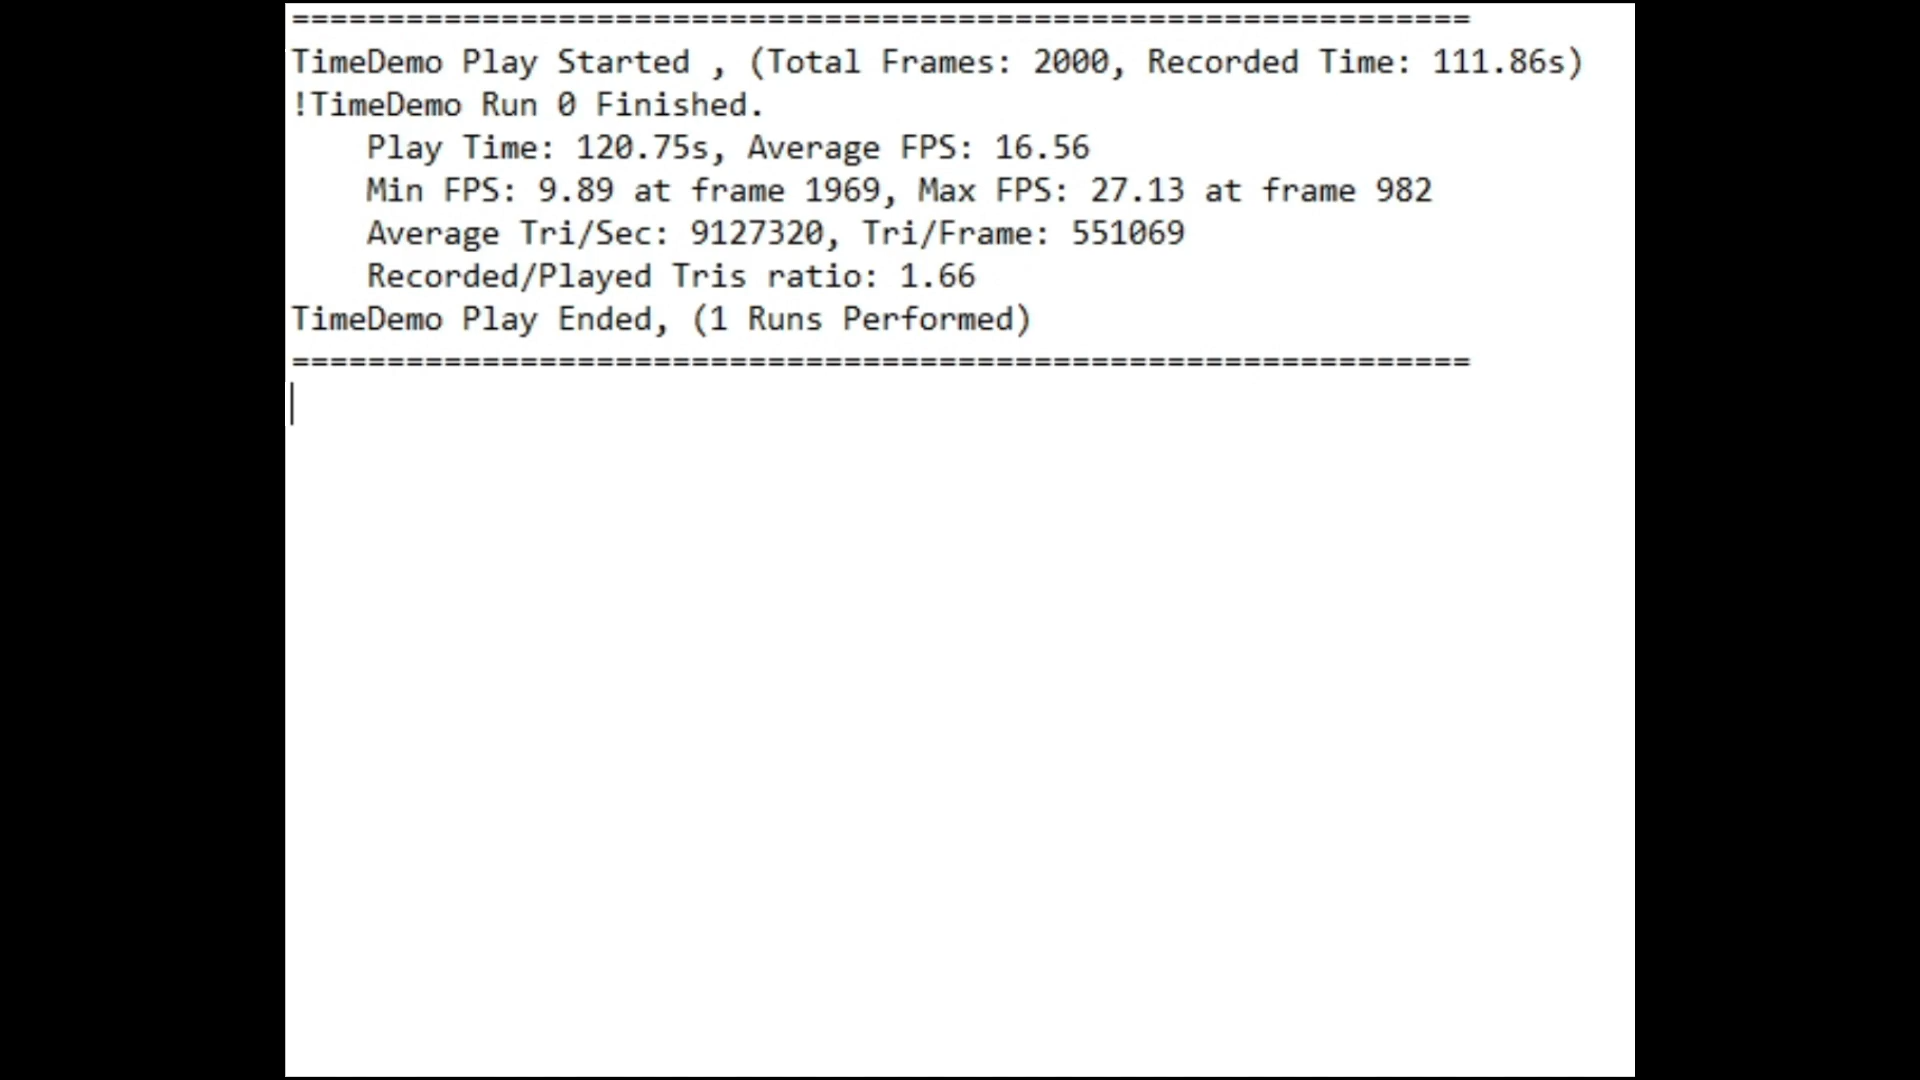 ==============================================================
TimeDemo Play Started , (Total Frames: 2000, Recorded Time: 111.86s)
!TimeDemo Run 0 Finished.
    Play Time: 120.75s, Average FPS: 16.56
    Min FPS: 9.89 at frame 1969, Max FPS: 27.13 at frame 982
    Average Tri/Sec: 9127320, Tri/Frame: 551069
    Recorded/Played Tris ratio: 1.66
TimeDemo Play Ended, (1 Runs Performed)
==============================================================